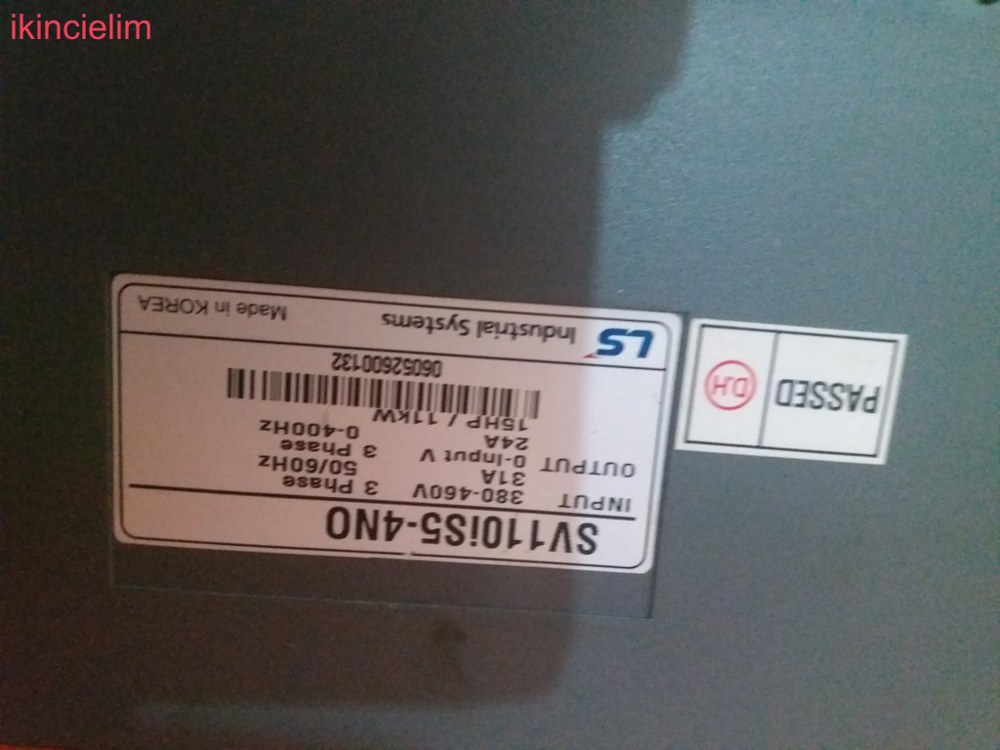 ikincielim
SV110iS5-4NO
INPUT 380-460V 3 Phase
31A 50/60Hz
OUTPUT 0-Input V 3 Phase
24A 0-400Hz
15HP / 11kW
06052600132
LS Industrial Systems Made in KOREA
PASSED D.H